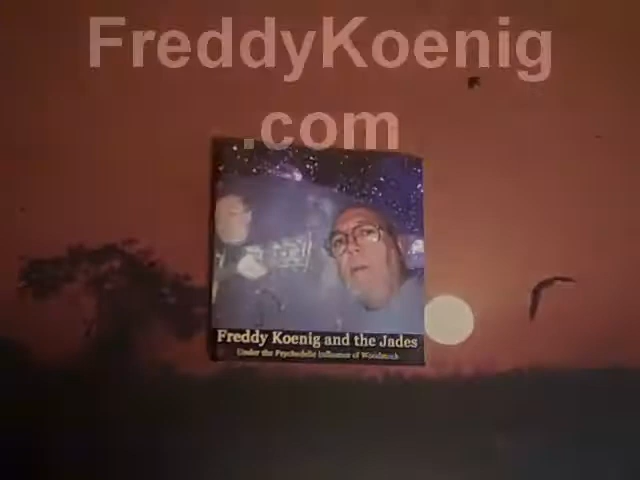 FreddyKoenig
.com
Freddy Koenig and the Jades
Under the Psychedelic Influence of Woodstock